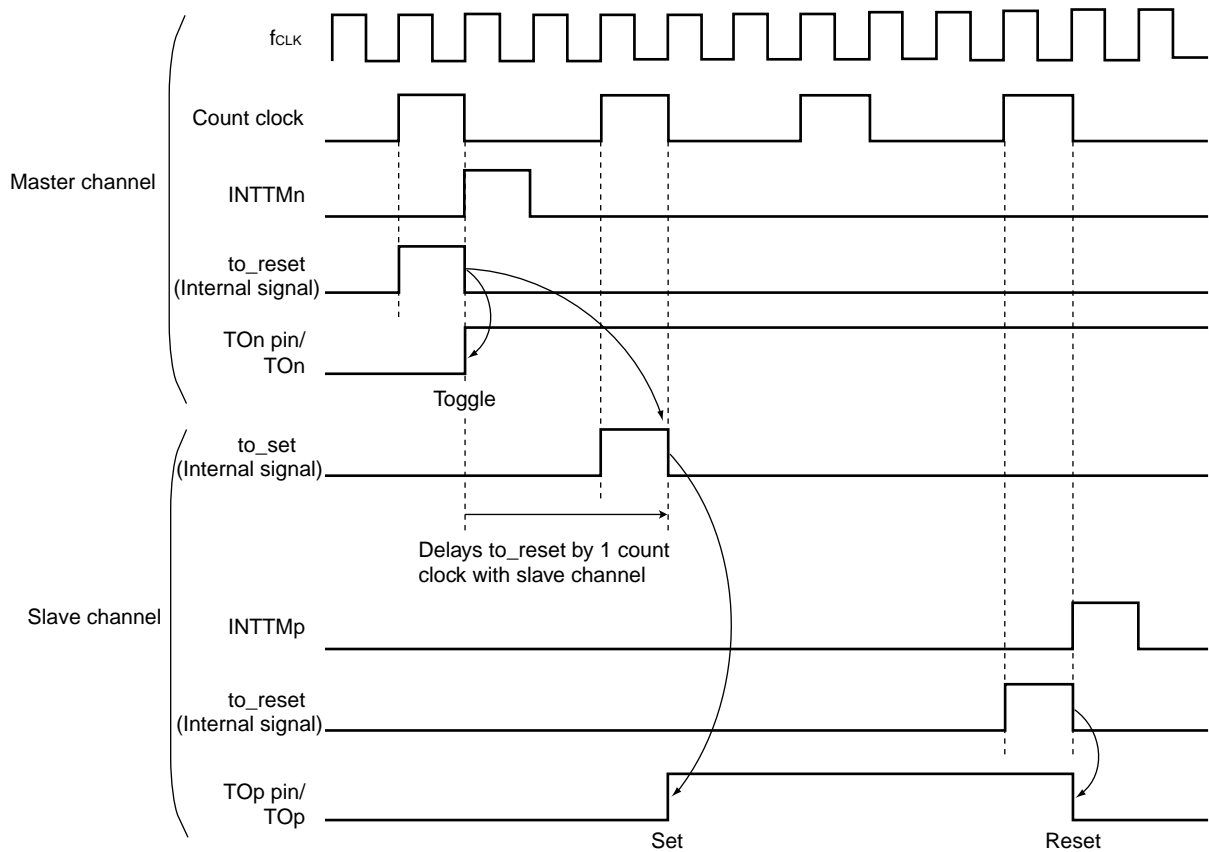 fCLK
Count clock
Master channel
INTTMn
to_reset
(Internal signal)
TOn pin/
TOn
Toggle
to_set
(Internal signal)
Delays to_reset by 1 count
clock with slave channel
Slave channel
INTTMp
to_reset
(Internal signal)
TOp pin/
TOp
Set
Reset